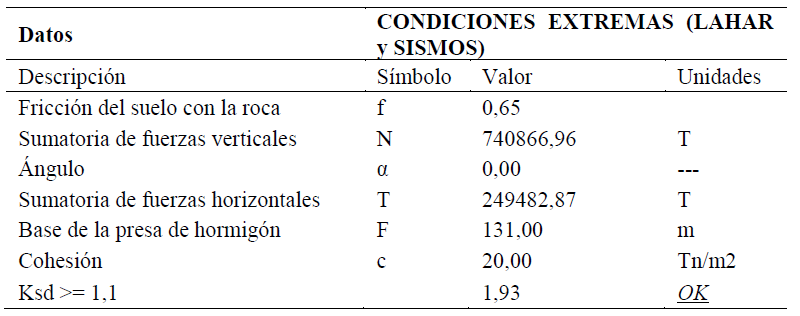 Datos CONDICIONES EXTREMAS (LAHAR
y SISMOS)
Descripción Símbolo Valor Unidades
Fricción del suelo con la roca f 0,65
Sumatoria de fuerzas verticales N 740866,96 T
Ángulo α 0,00 ---
Sumatoria de fuerzas horizontales T 249482,87 T
Base de la presa de hormigón F 131,00 m
Cohesión c 20,00 Tn/m2
Ksd >= 1,1 1,93 OK